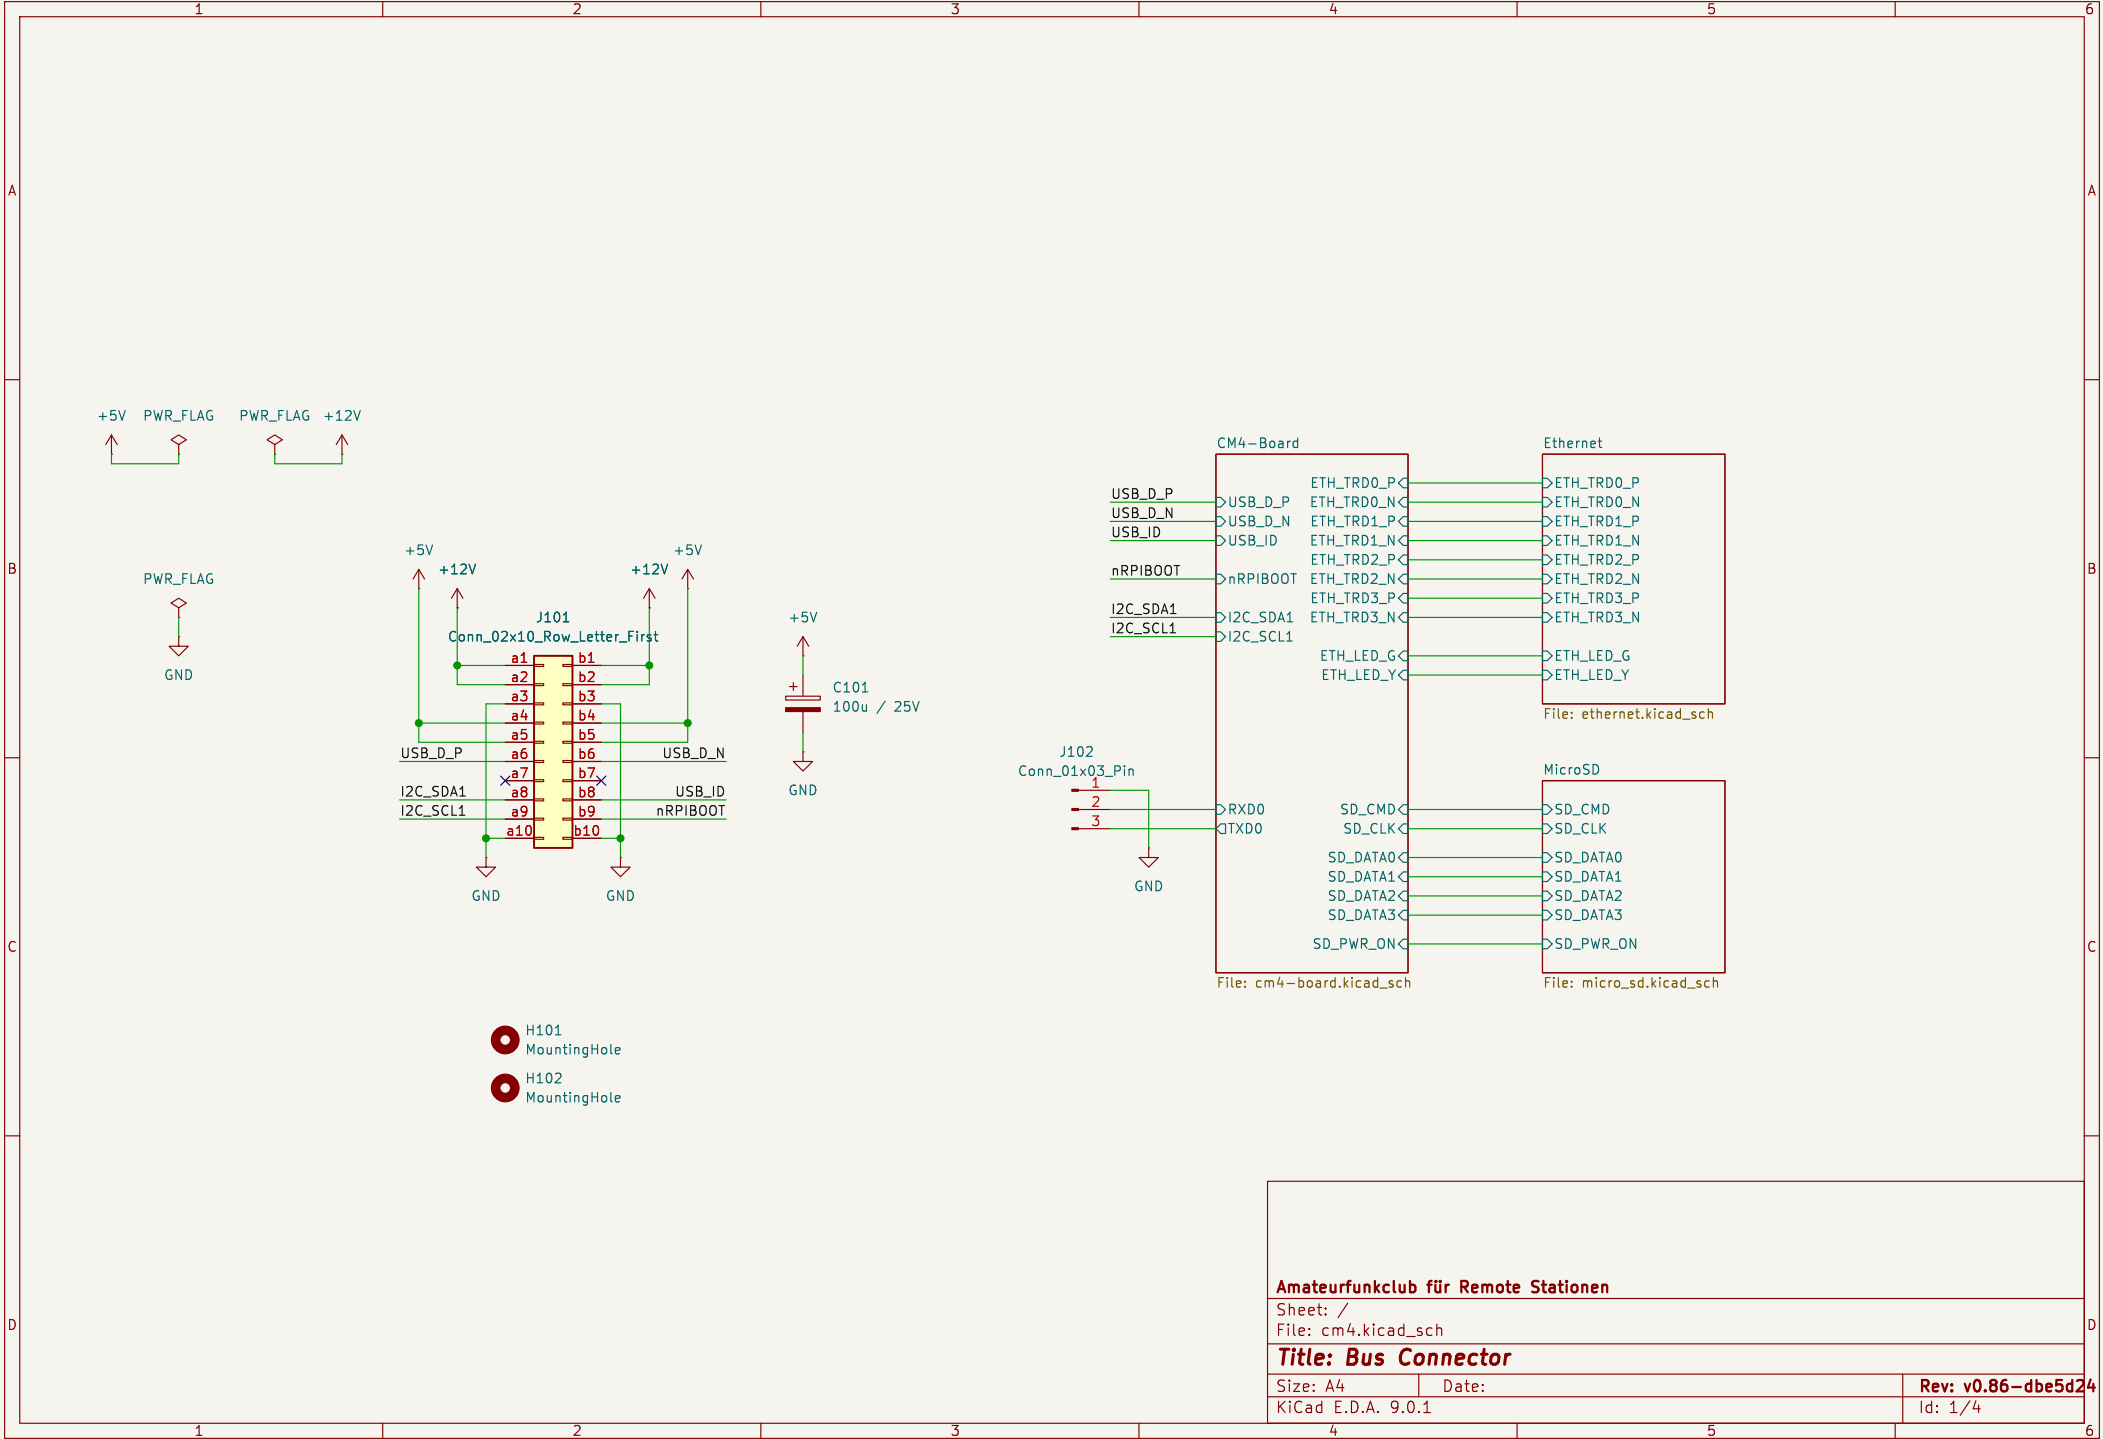 1 2 3 4 5 6
A A
B B
C C
D D
+5V PWR_FLAG PWR_FLAG +12V
PWR_FLAG
GND
+5V +5V
+12V +12V
J101
Conn_02x10_Row_Letter_First
a1 b1
a2 b2
a3 b3
a4 b4
a5 b5
USB_D_P a6 b6 USB_D_N
a7 b7
I2C_SDA1 a8 b8 USB_ID
I2C_SCL1 a9 b9 nRPIBOOT
a10 b10
GND GND
+5V
+
C101
100u / 25V
GND
H101
MountingHole
H102
MountingHole
J102
Conn_01x03_Pin
1
2
3
GND
CM4-Board
USB_D_P
USB_D_N
USB_ID
nRPIBOOT
I2C_SDA1
I2C_SCL1
USB_D_P
USB_D_N
USB_ID
nRPIBOOT
I2C_SDA1
I2C_SCL1
RXD0
TXD0
ETH_TRD0_P
ETH_TRD0_N
ETH_TRD1_P
ETH_TRD1_N
ETH_TRD2_P
ETH_TRD2_N
ETH_TRD3_P
ETH_TRD3_N
ETH_LED_G
ETH_LED_Y
SD_CMD
SD_CLK
SD_DATA0
SD_DATA1
SD_DATA2
SD_DATA3
SD_PWR_ON
File: cm4-board.kicad_sch
Ethernet
ETH_TRD0_P
ETH_TRD0_N
ETH_TRD1_P
ETH_TRD1_N
ETH_TRD2_P
ETH_TRD2_N
ETH_TRD3_P
ETH_TRD3_N
ETH_LED_G
ETH_LED_Y
File: ethernet.kicad_sch
MicroSD
SD_CMD
SD_CLK
SD_DATA0
SD_DATA1
SD_DATA2
SD_DATA3
SD_PWR_ON
File: micro_sd.kicad_sch
Amateurfunkclub für Remote Stationen
Sheet: /
File: cm4.kicad_sch
Title: Bus Connector
Size: A4 Date: Rev: v0.86-dbe5d24
KiCad E.D.A. 9.0.1 Id: 1/4
1 2 3 4 5 6